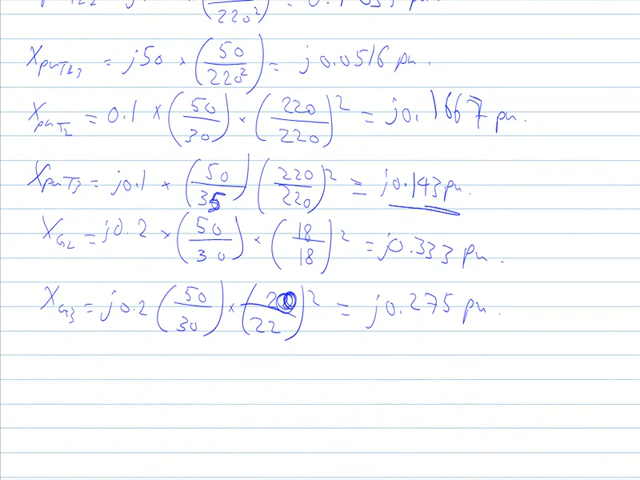 220²
X_puTL23 = j50 × (50/220²) = j0.0516 pu.
X_puT2 = 0.1 × (50/30) × (220/220)² = j0.1667 pu.
X_puT3 = j0.1 × (50/35) (220/220)² = j0.143 pu.
X_G2 = j0.2 × (50/30) × (18/18)² = j0.333 pu.
X_G3 = j0.2 (50/30) × (20/22)² = j0.275 pu.